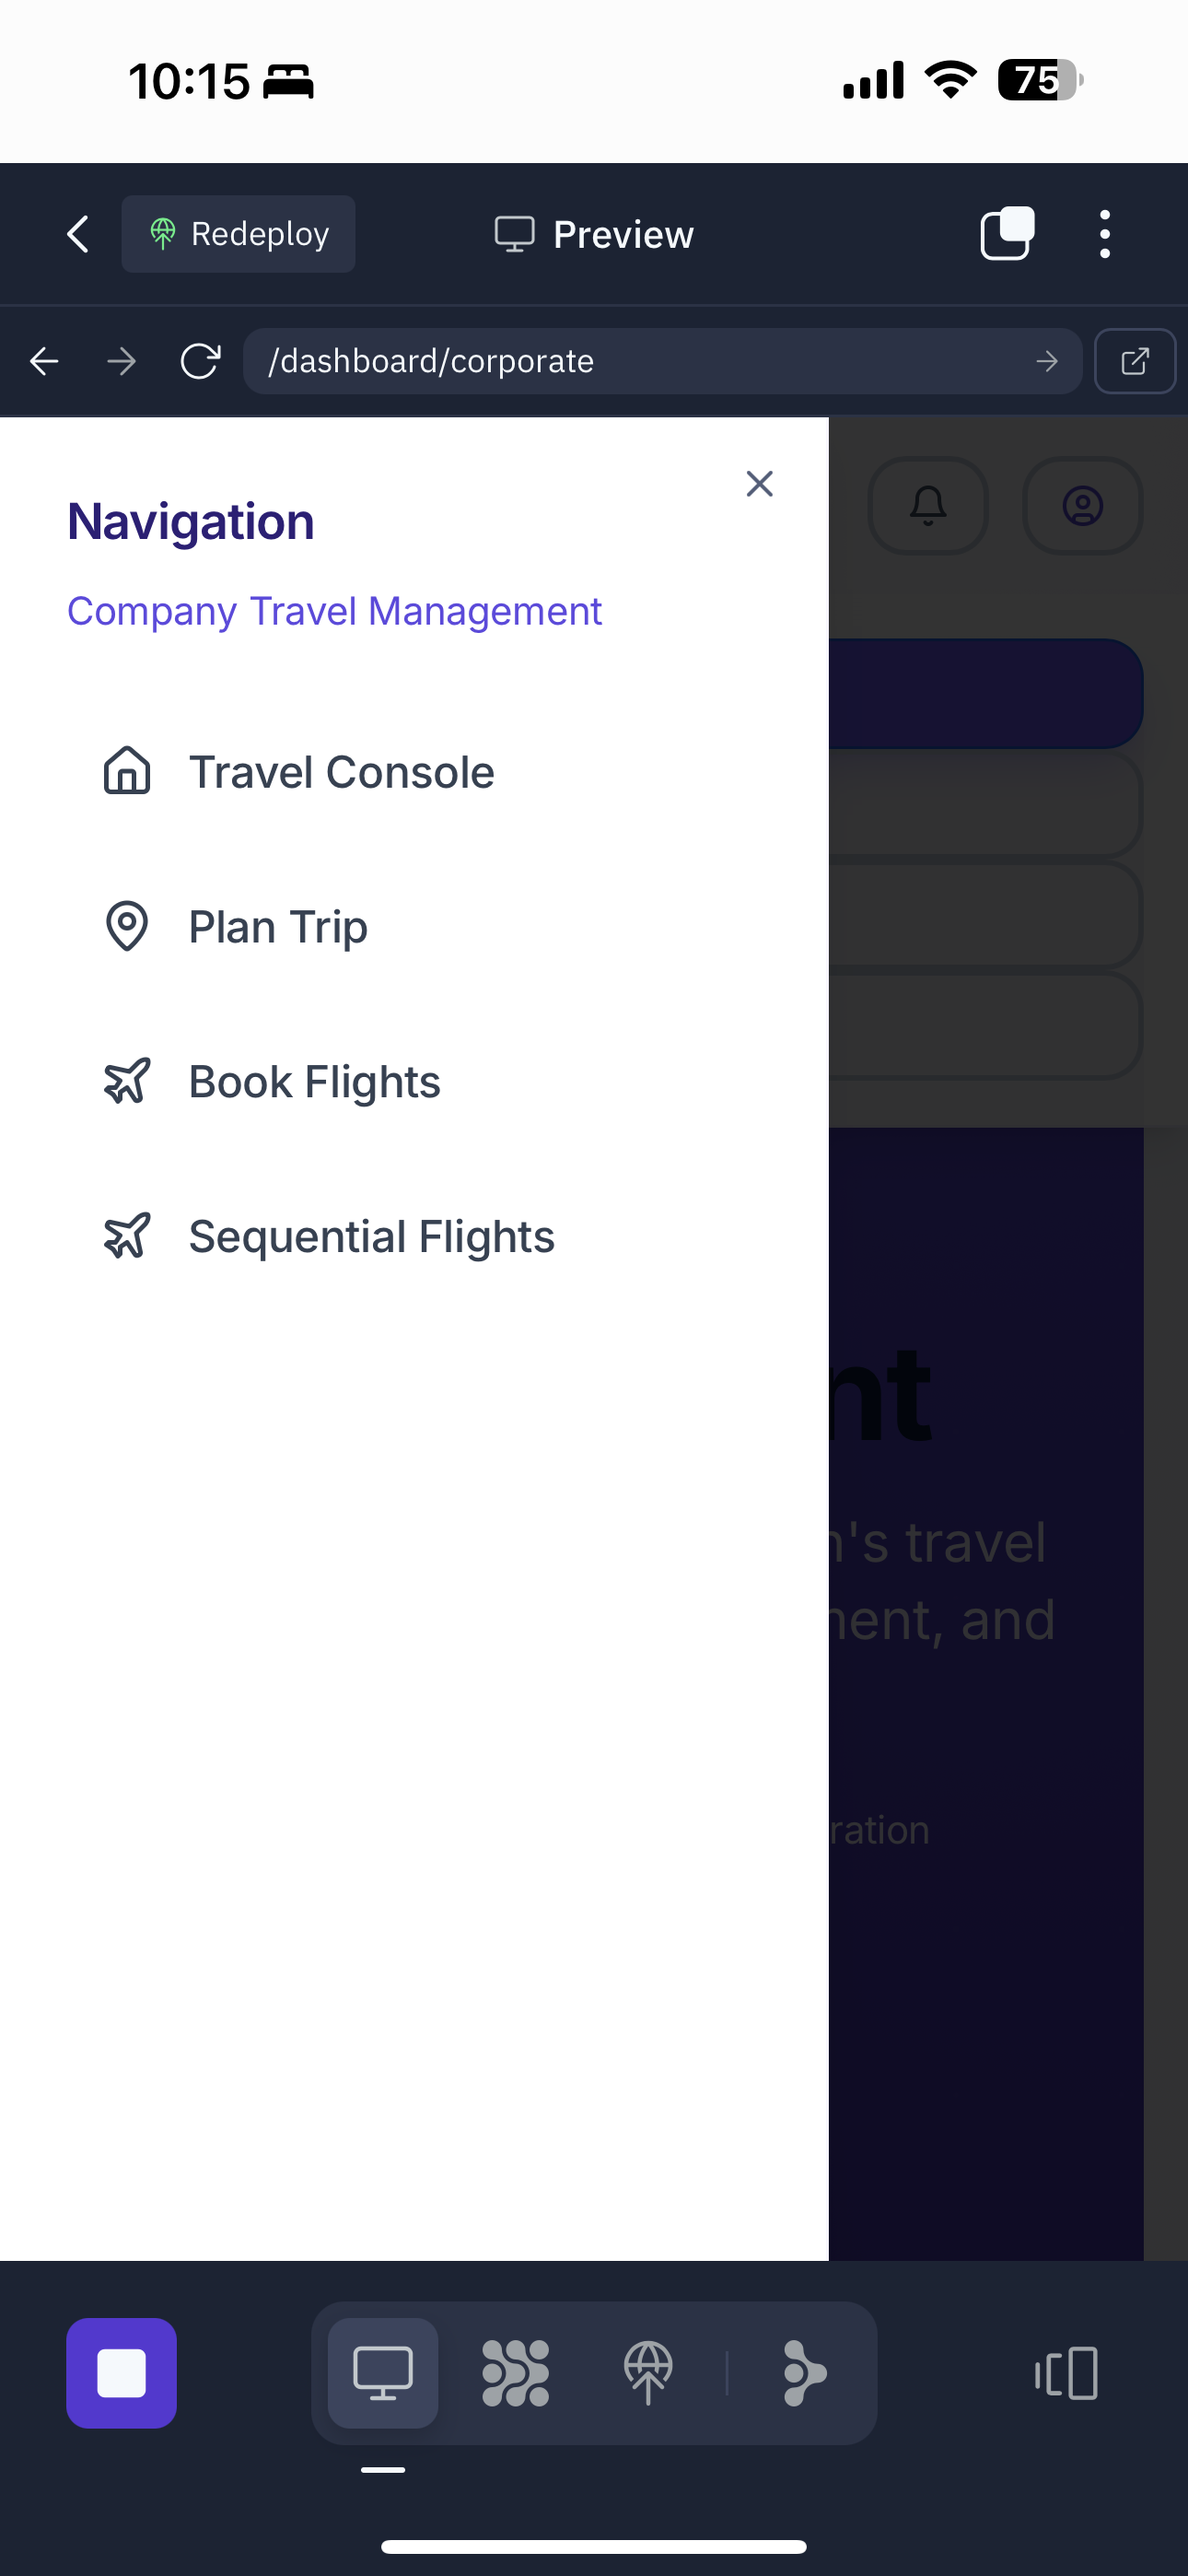 10:15
75
Redeploy
Preview
/dashboard/corporate
Navigation
Company Travel Management
Travel Console
Plan Trip
Book Flights
Sequential Flights
nt
's travel
ent, and
ration